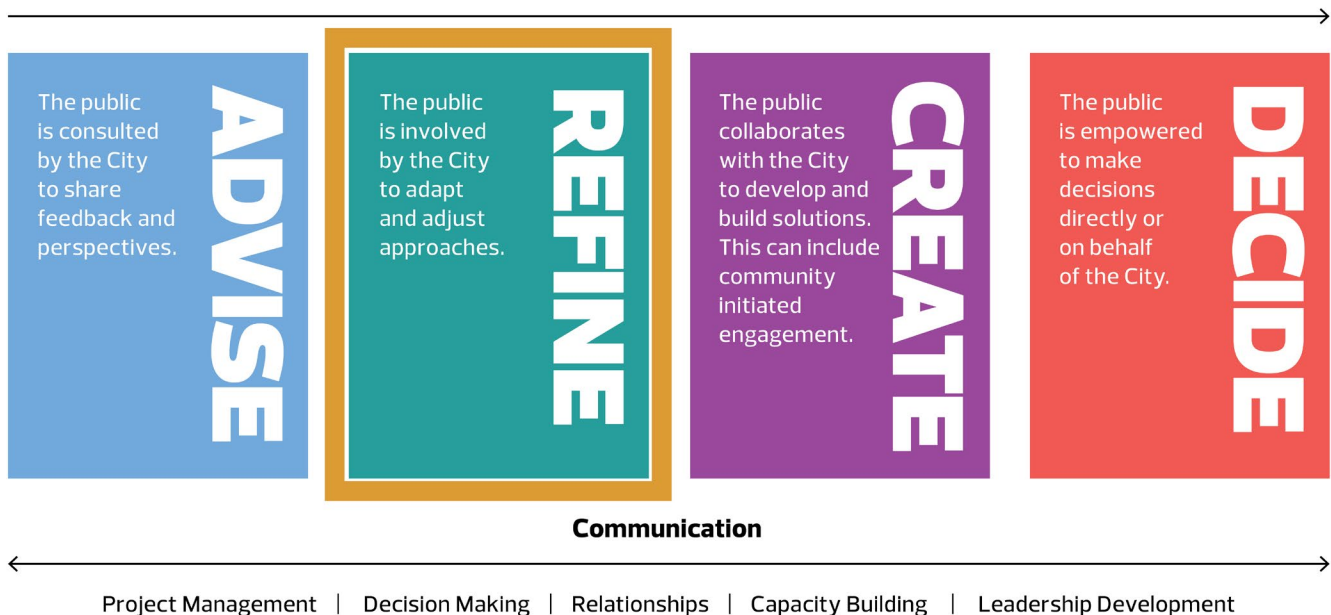 The public
is consulted
by the City
to share
feedback and
perspectives.
ADVISE
The public
is involved
by the City
to adapt
and adjust
approaches.
REFINE
The public
collaborates
with the City
to develop and
build solutions.
This can include
community
initiated
engagement.
CREATE
The public
is empowered
to make
decisions
directly or
on behalf
of the City.
DECIDE
Communication
Project Management | Decision Making | Relationships | Capacity Building | Leadership Development